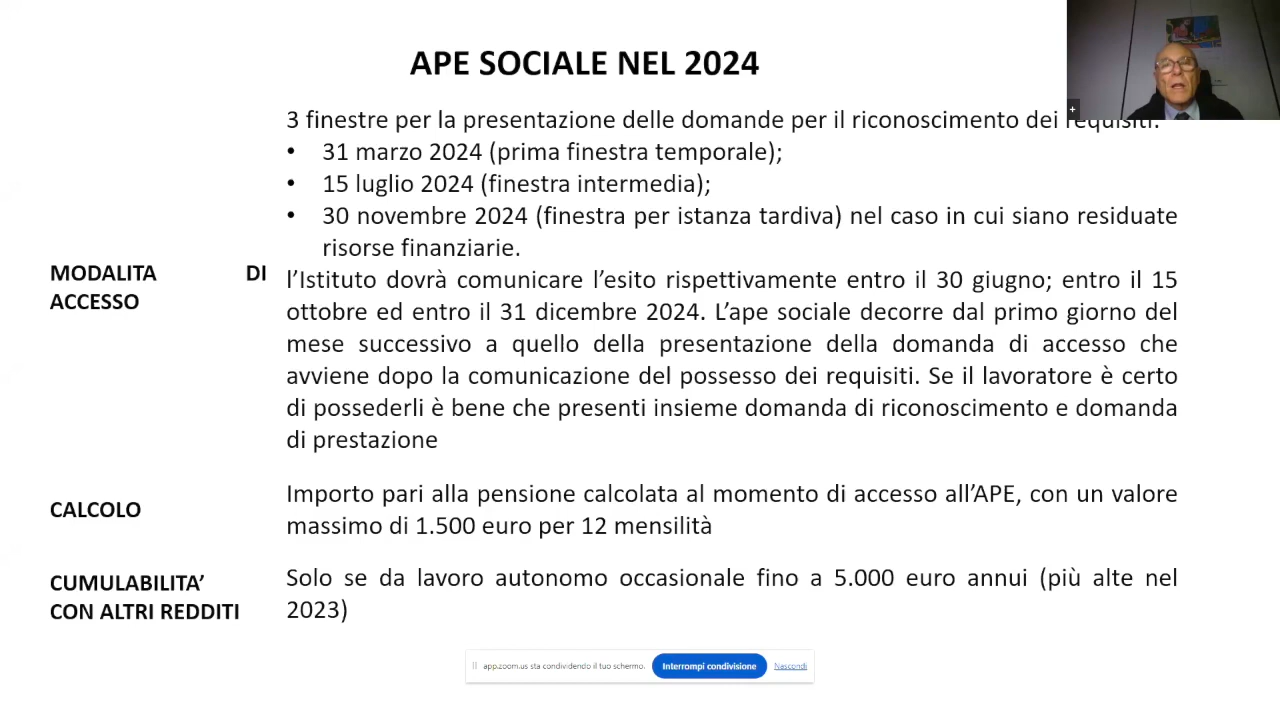 APE SOCIALE NEL 2024
3 finestre per la presentazione delle domande per il riconoscimento dei requisiti:
• 31 marzo 2024 (prima finestra temporale);
• 15 luglio 2024 (finestra intermedia);
• 30 novembre 2024 (finestra per istanza tardiva) nel caso in cui siano residuate
risorse finanziarie.
MODALITA DI
ACCESSO
l’Istituto dovrà comunicare l’esito rispettivamente entro il 30 giugno; entro il 15
ottobre ed entro il 31 dicembre 2024. L’ape sociale decorre dal primo giorno del
mese successivo a quello della presentazione della domanda di accesso che
avviene dopo la comunicazione del possesso dei requisiti. Se il lavoratore è certo
di possederli è bene che presenti insieme domanda di riconoscimento e domanda
di prestazione
CALCOLO
Importo pari alla pensione calcolata al momento di accesso all’APE, con un valore
massimo di 1.500 euro per 12 mensilità
CUMULABILITA’
CON ALTRI REDDITI
Solo se da lavoro autonomo occasionale fino a 5.000 euro annui (più alte nel
2023)
app.zoom.us sta condividendo il tuo schermo.
Interrompi condivisione
Nascondi